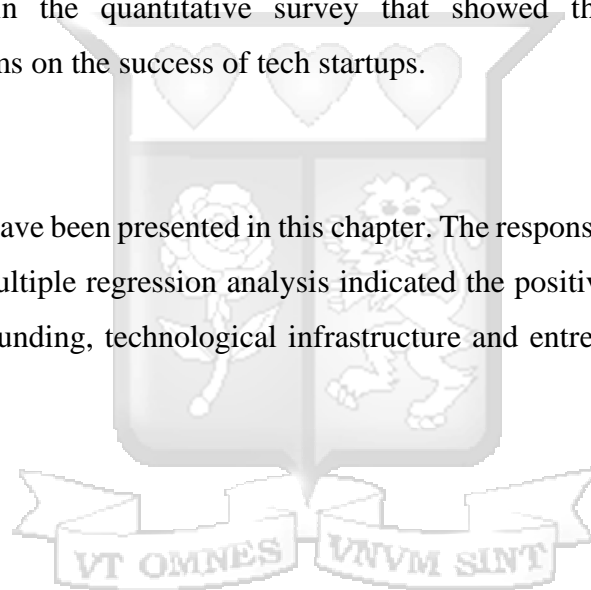 in the quantitative survey that showed th
ns on the success of tech startups.
ave been presented in this chapter. The respons
ultiple regression analysis indicated the positiv
unding, technological infrastructure and entre
VT OMNES VNVM SINT